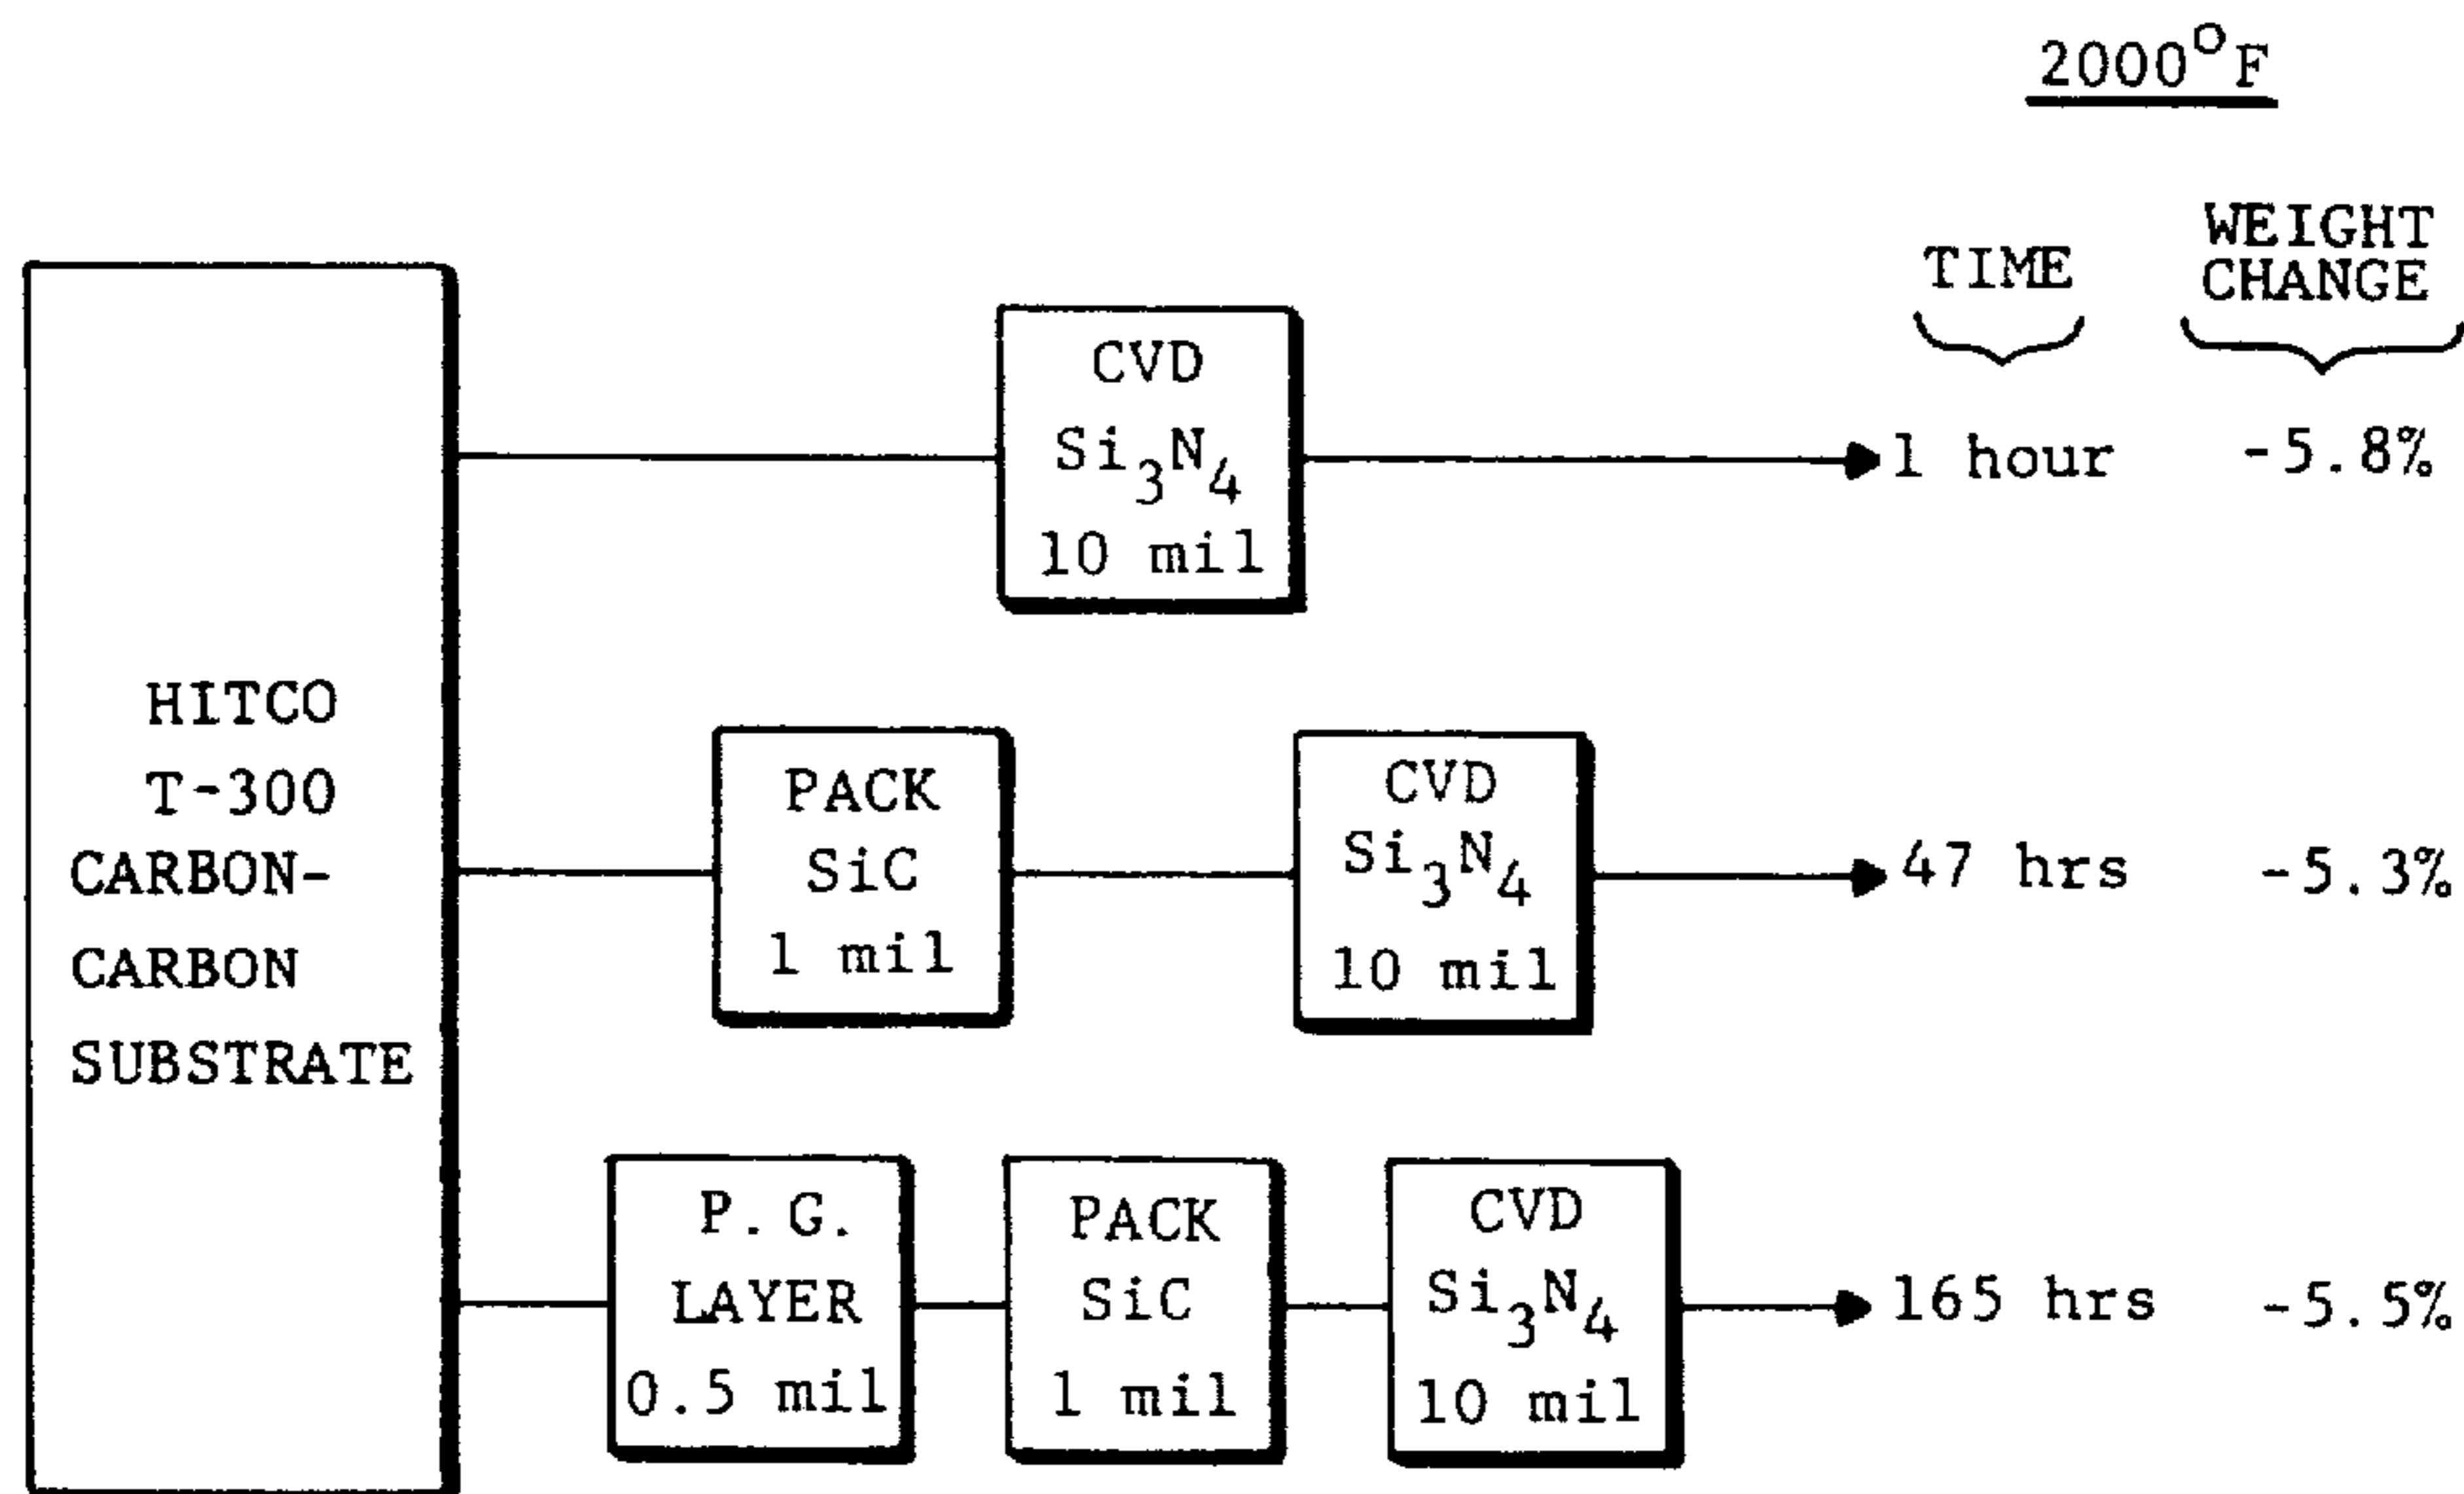 2000°F
TIME
WEIGHT
CHANGE
HITCO
T-300
CARBON-
CARBON
SUBSTRATE
CVD
Si3N4
10 mil
1 hour -5.8%
PACK
SiC
1 mil
CVD
Si3N4
10 mil
47 hrs -5.3%
P.G.
LAYER
0.5 mil
PACK
SiC
1 mil
CVD
Si3N4
10 mil
165 hrs -5.5%